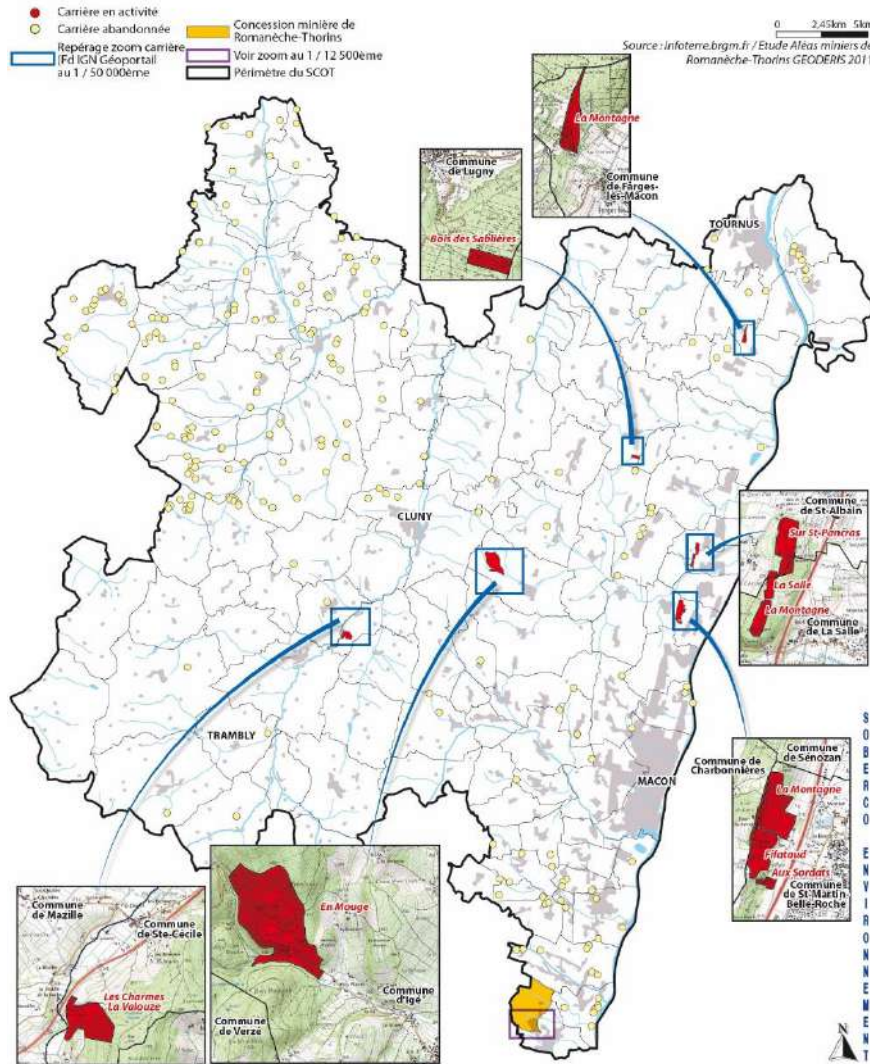 Carrière en activité
Carrière abandonnée
Repérage zoom carrière
(Fd IGN Géoportail
au 1 / 50 000ème
Concession minière de
Romanèche-Thorins
Voir zoom au 1 / 12 500ème
Périmètre du SCOT
0 2,45km 5km
Source : Infoterre.brgm.fr / Etude Aléas miniers de
Romanèche-Thorins GEODERIS 2011
La Montagne
Commune
de Farges-
lès-Mâcon
Commune
de Lugny
Bois des Sablières
TOURNUS
CLUNY
Commune
de St-Albain
Sur St-Pancras
La Salle
La Montagne
Commune
de La Salle
TRAMBLY
MACON
Commune de
Charbonnières
Commune
de Sénozan
La Montagne
Fifataud
Aux Sordats
Commune
de St-Martin
Belle-Roche
Commune
de Mazille
Commune
de Ste-Cécile
Les Charmes
La Valouze
En Mouge
Commune
d'Igé
Commune
de Verzé
SOBERCO ENVIRONNEMENT
N